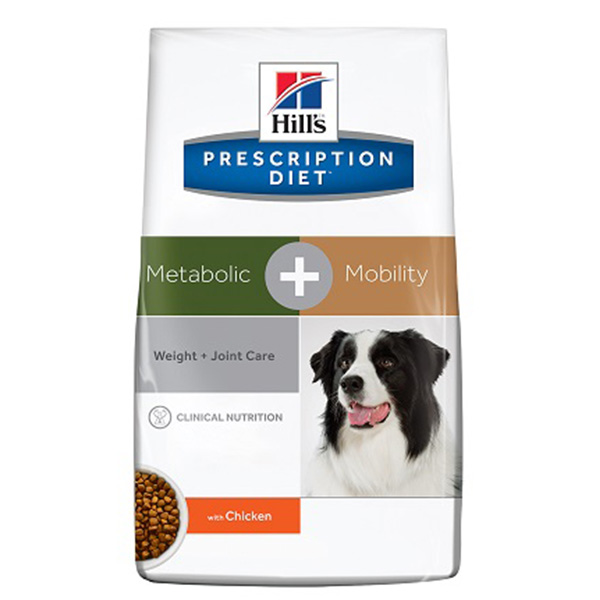 Hill's
PRESCRIPTION
DIET™
Metabolic + Mobility
Weight + Joint Care
CLINICAL NUTRITION
with Chicken